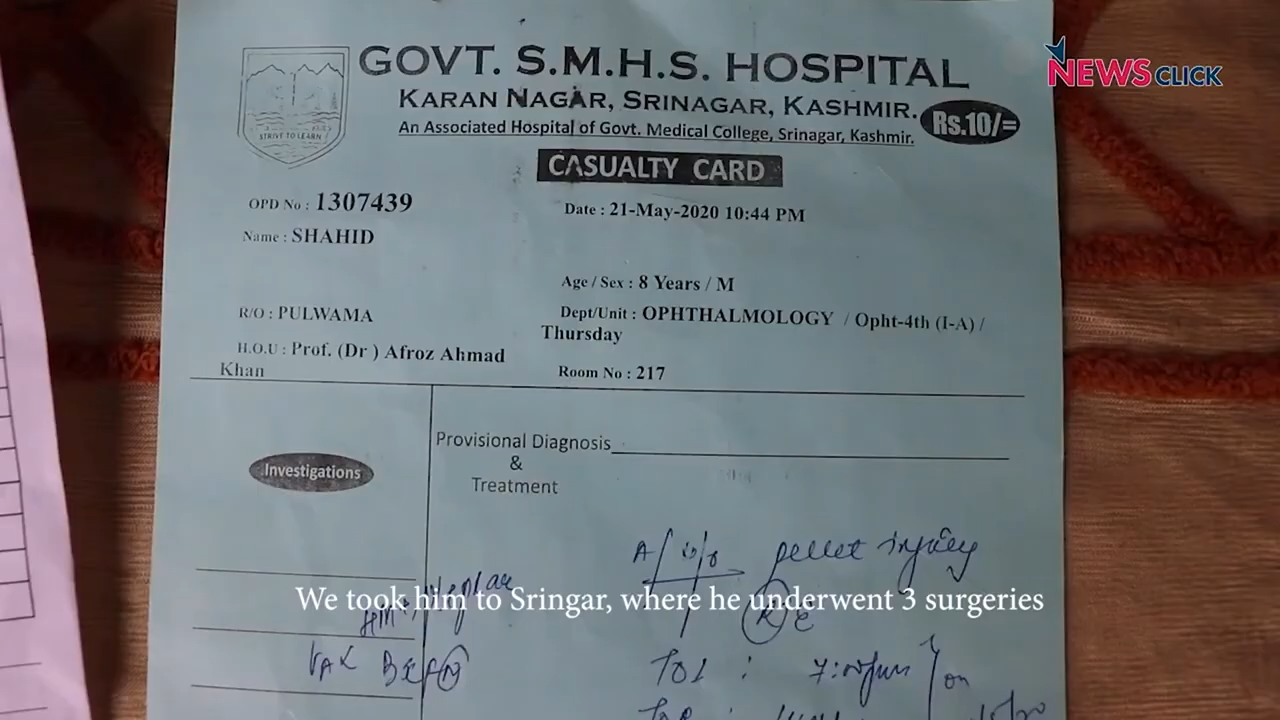 GOVT. S.M.H.S. HOSPITAL
NEWSCLICK
KARAN NAGAR, SRINAGAR, KASHMIR.
Rs.10/=
An Associated Hospital of Govt. Medical College, Srinagar, Kashmir.
STRIVE TO LEARN
CASUALTY CARD
OPD No : 1307439
Date : 21-May-2020 10:44 PM
Name : SHAHID
Age / Sex : 8 Years / M
R/O : PULWAMA
Dept/Unit : OPHTHALMOLOGY / Opht-4th (I-A) /
Thursday
H.O.U : Prof. (Dr ) Afroz Ahmad
Khan
Room No : 217
Provisional Diagnosis
&
Treatment
Investigations
pellet injury
We took him to Sringar, where he underwent 3 surgeries